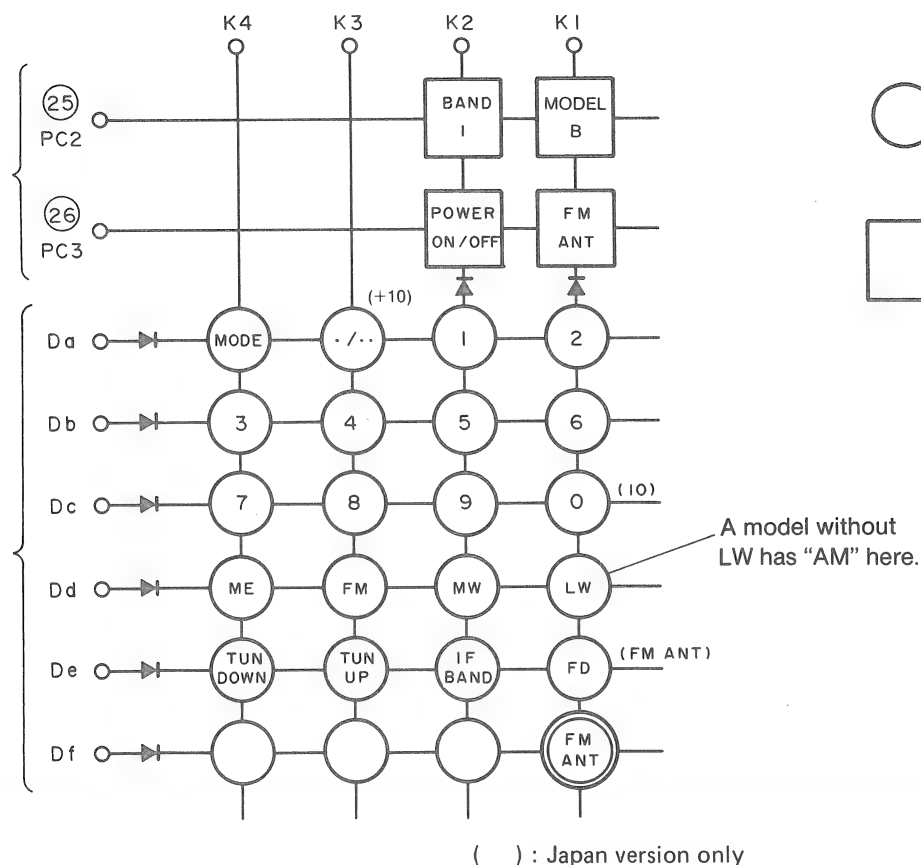 K4 K3 K2 K1
25
PC2
BAND
1
MODEL
B
26
PC3
POWER
ON/OFF
FM
ANT
(+10)
Da MODE ·/·· 1 2
Db 3 4 5 6
Dc 7 8 9 0 (10)
A model without
LW has "AM" here.
Dd ME FM MW LW
De TUN
DOWN
TUN
UP
IF
BAND
FD (FM ANT)
Df FM
ANT
( ) : Japan version only